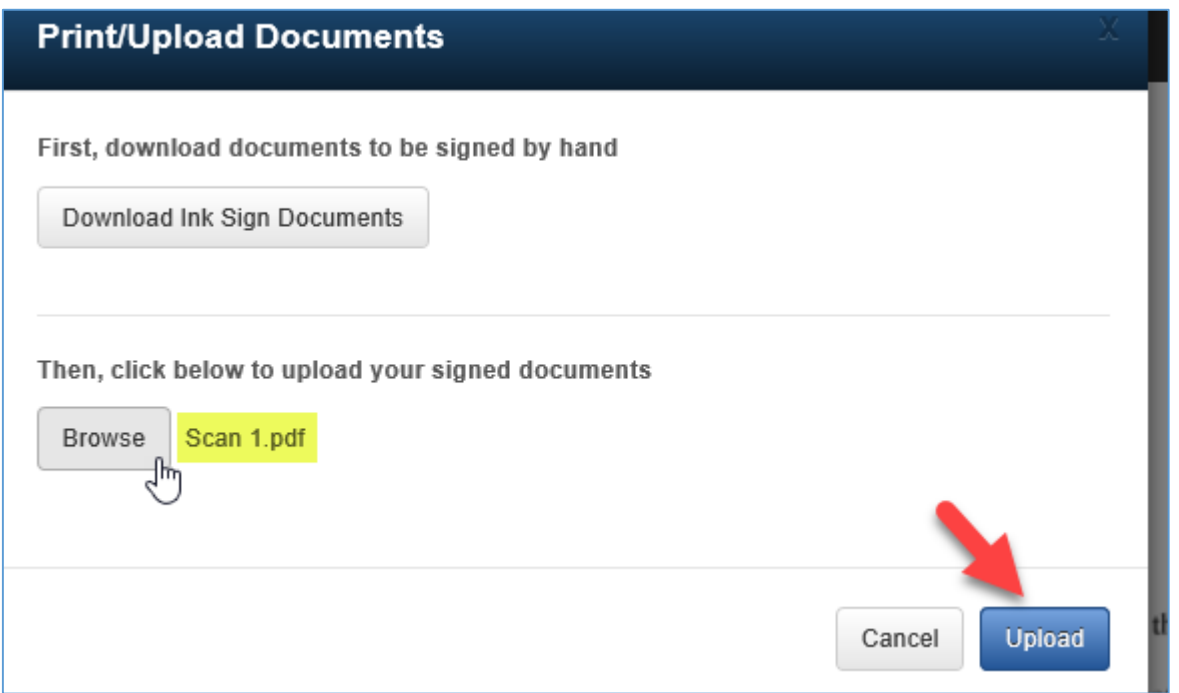 Print/Upload Documents X
First, download documents to be signed by hand
Download Ink Sign Documents
Then, click below to upload your signed documents
Browse Scan 1.pdf
Cancel Upload